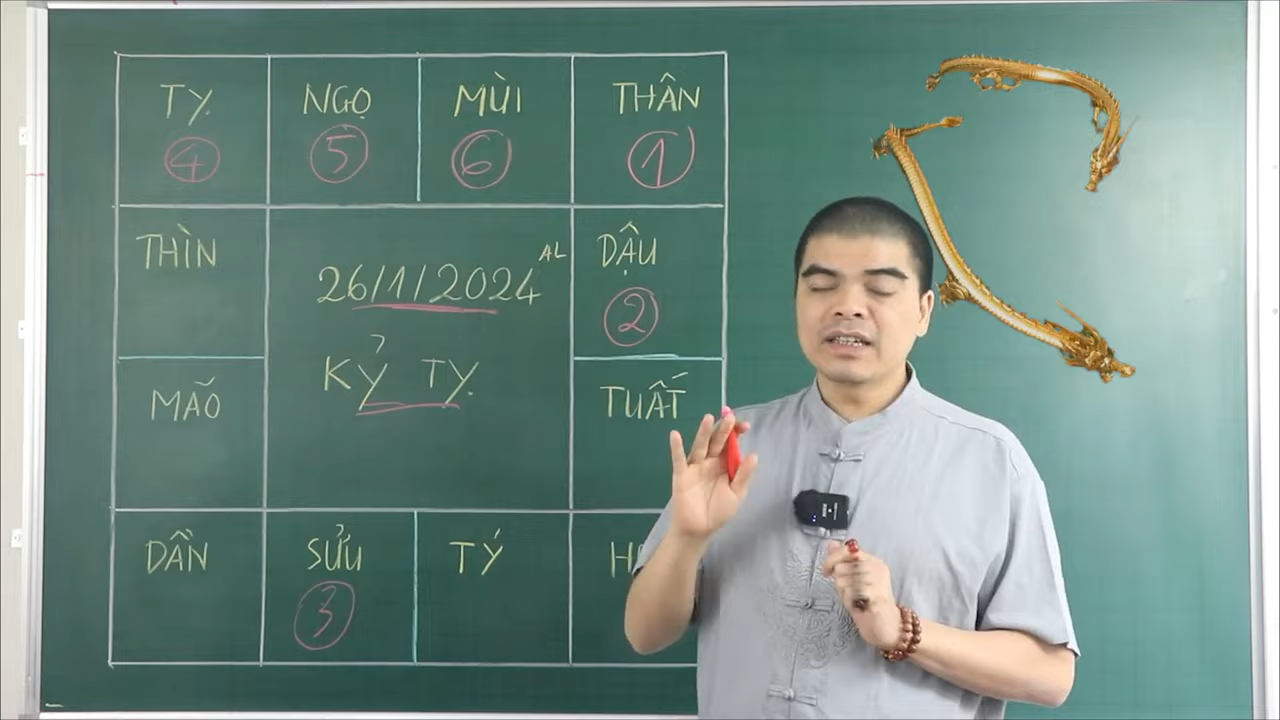 TỴ
NGỌ
MÙI
THÂN
4
5
6
1
THÌN
DẬU
2
26/1/2024 AL
KỶ TỴ
MÃO
TUẤT
DẦN
SỬU
TÝ
H
3